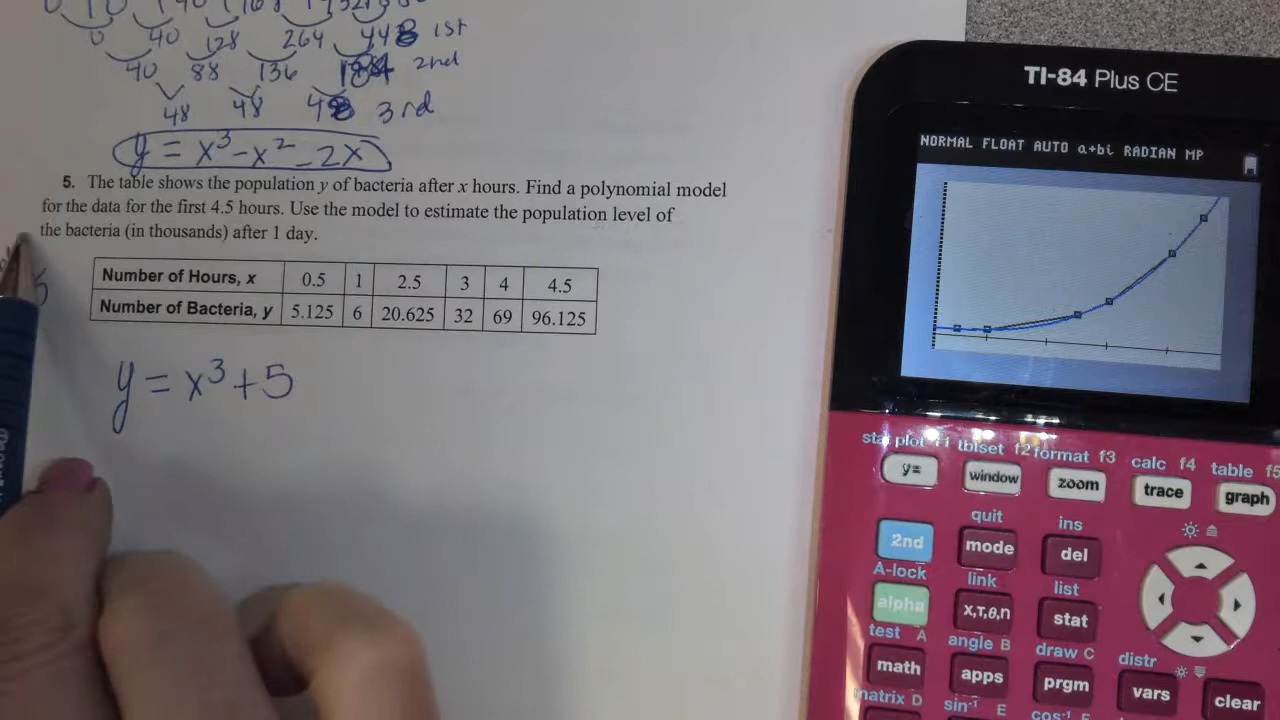 0 40 128 264 448 1st
40 88 136 184 2nd
48 48 48 3rd
y = x³-x²-2x
5. The table shows the population y of bacteria after x hours. Find a polynomial model
for the data for the first 4.5 hours. Use the model to estimate the population level of
the bacteria (in thousands) after 1 day.
Number of Hours, x 0.5 1 2.5 3 4 4.5
Number of Bacteria, y 5.125 6 20.625 32 69 96.125
y = x³+5
TI-84 Plus CE
NORMAL FLOAT AUTO a+bi RADIAN MP
stat plot f1 tblset f2 format f3 calc f4 table f5
y= window zoom trace graph
quit ins
2nd mode del
A-lock link list
alpha X,T,θ,n stat
test A angle B draw C distr
math apps prgm vars clear
matrix D sin⁻¹ E cos⁻¹ F